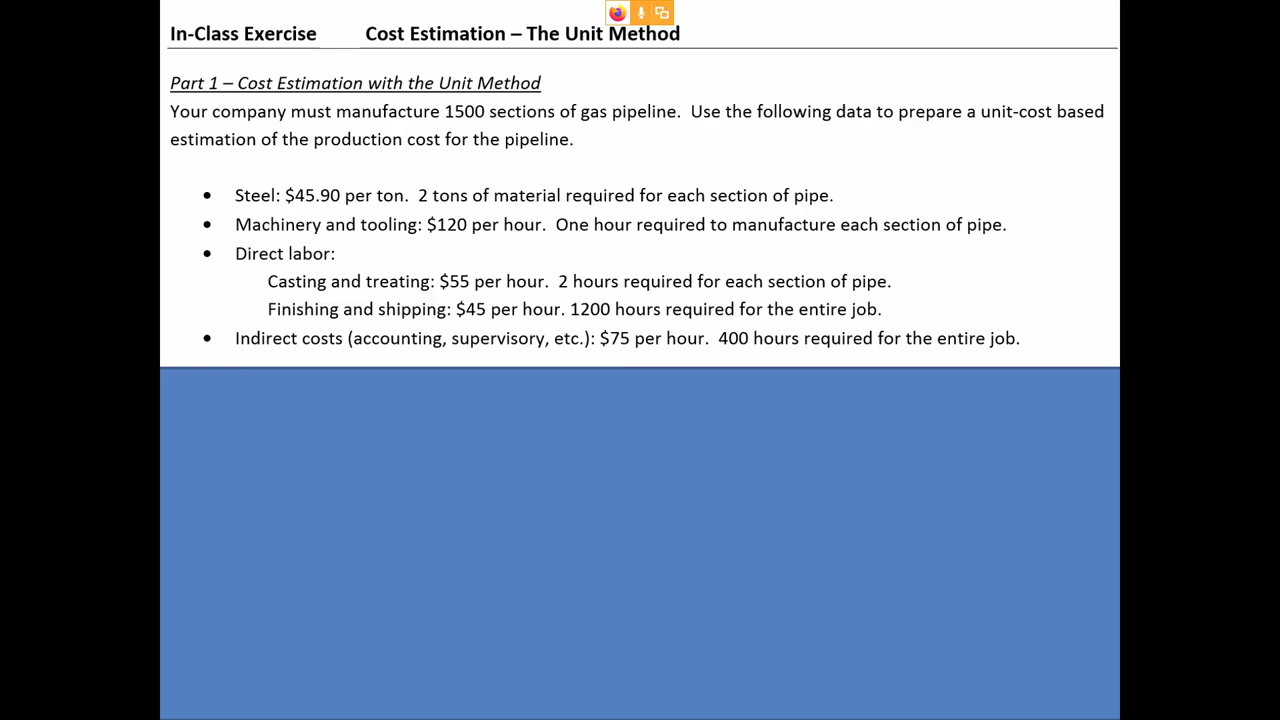 In-Class Exercise Cost Estimation – The Unit Method
Part 1 – Cost Estimation with the Unit Method
Your company must manufacture 1500 sections of gas pipeline. Use the following data to prepare a unit-cost based
estimation of the production cost for the pipeline.
• Steel: $45.90 per ton. 2 tons of material required for each section of pipe.
• Machinery and tooling: $120 per hour. One hour required to manufacture each section of pipe.
• Direct labor:
Casting and treating: $55 per hour. 2 hours required for each section of pipe.
Finishing and shipping: $45 per hour. 1200 hours required for the entire job.
• Indirect costs (accounting, supervisory, etc.): $75 per hour. 400 hours required for the entire job.